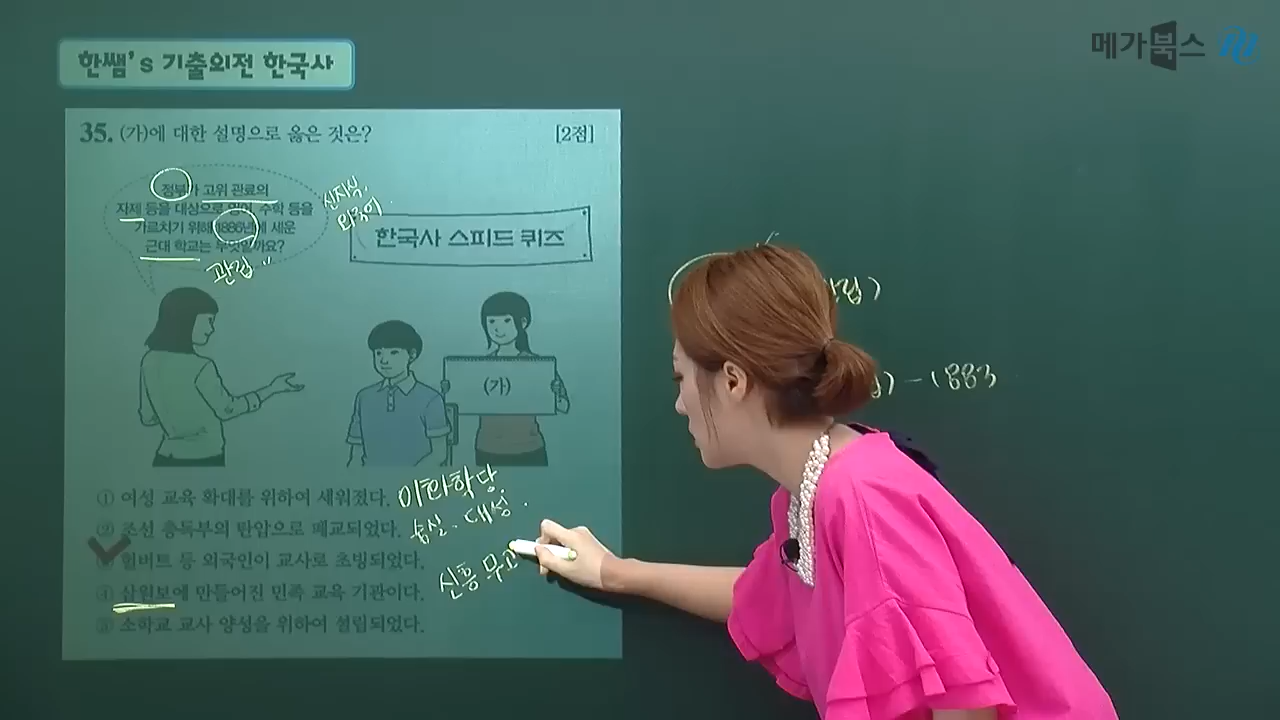 메가북스
한쌤's 기출외전 한국사
35. (가)에 대한 설명으로 옳은 것은? [2점]
정부가 고위 관료의
자제 등을 대상으로 영어, 수학 등을
가르치기 위해 1886년에 세운
근대 학교는 무엇일까요?
신지식,
외국어
관립
한국사 스피드 퀴즈
(가)
① 여성 교육 확대를 위하여 세워졌다. 이화학당
② 조선 총독부의 탄압으로 폐교되었다. 숭실. 대성.
헐버트 등 외국인이 교사로 초빙되었다.
④ 삼원보에 만들어진 민족 교육 기관이다. 신흥 무
⑤ 소학교 교사 양성을 위하여 설립되었다.
립)
) - 1883